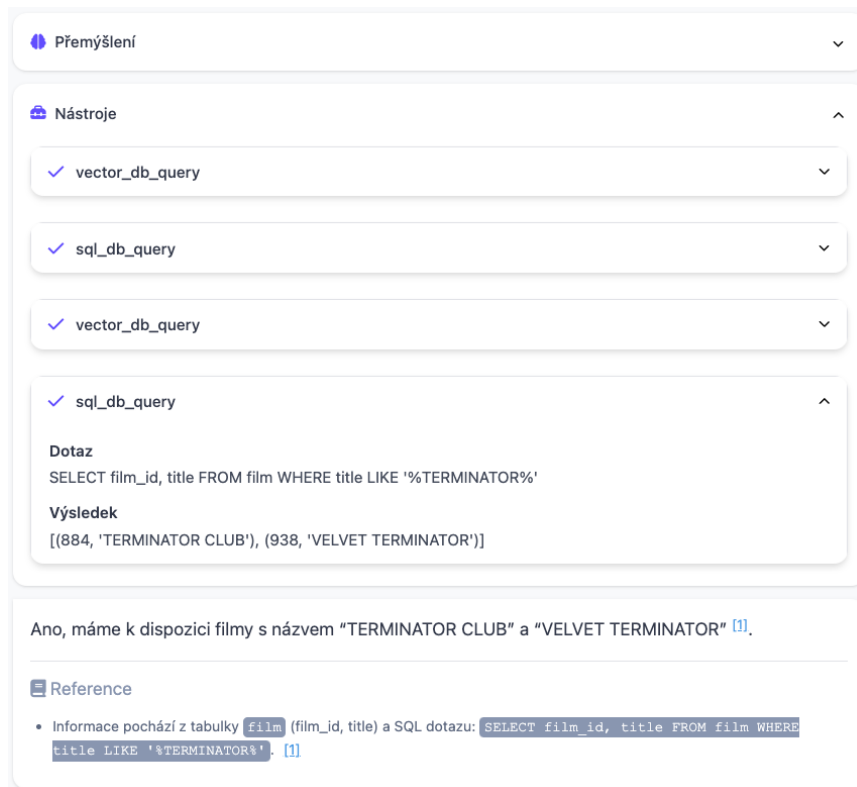 Přemýšlení
Nástroje
vector_db_query
sql_db_query
vector_db_query
sql_db_query
Dotaz
SELECT film_id, title FROM film WHERE title LIKE '%TERMINATOR%'
Výsledek
[(884, 'TERMINATOR CLUB'), (938, 'VELVET TERMINATOR')]
Ano, máme k dispozici filmy s názvem “TERMINATOR CLUB” a “VELVET TERMINATOR” [1].
Reference
• Informace pochází z tabulky film (film_id, title) a SQL dotazu: SELECT film_id, title FROM film WHERE
title LIKE '%TERMINATOR%'. [1]